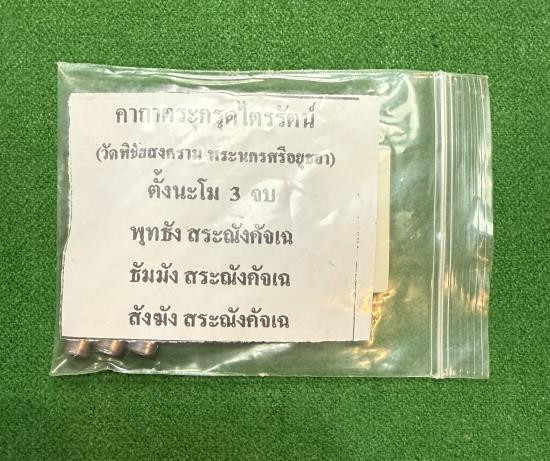 คาถาตระกรุดไตรรัตน์
(วัดพิชัยสงคราม พระนครศรีอยุธยา)
ตั้งนะโม 3 จบ
พุทธัง สระณังคัจเฉ
ธัมมัง สระณังคัจเฉ
สังฆัง สระณังคัจเฉ